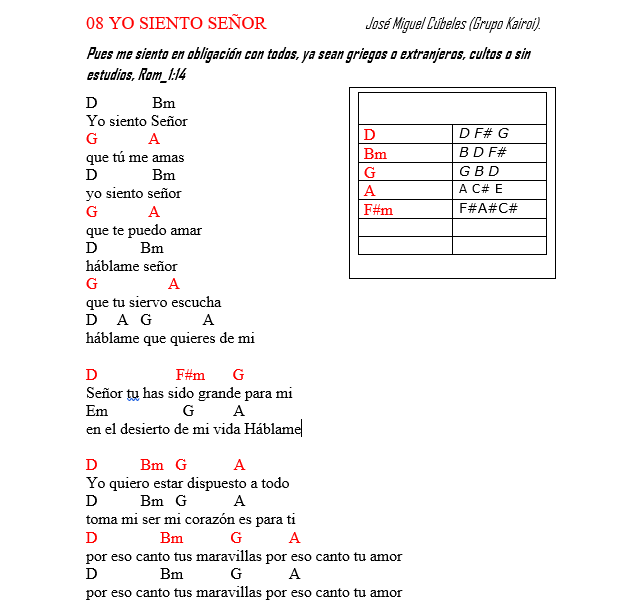 08 YO SIENTO SEÑOR José Miguel Cúbeles (Grupo Kairoi).
Pues me siento en obligación con todos, ya sean griegos o extranjeros, cultos o sin
estudios, Rom_1:14
D Bm
Yo siento Señor
G A
que tú me amas
D Bm
yo siento señor
G A
que te puedo amar
D Bm
háblame señor
G A
que tu siervo escucha
D A G A
háblame que quieres de mi
D F#m G
Señor tu has sido grande para mi
Em G A
en el desierto de mi vida Háblame
D Bm G A
Yo quiero estar dispuesto a todo
D Bm G A
toma mi ser mi corazón es para ti
D Bm G A
por eso canto tus maravillas por eso canto tu amor
D Bm G A
por eso canto tus maravillas por eso canto tu amor
D D F# G
Bm B D F#
G G B D
A A C# E
F#m F#A#C#